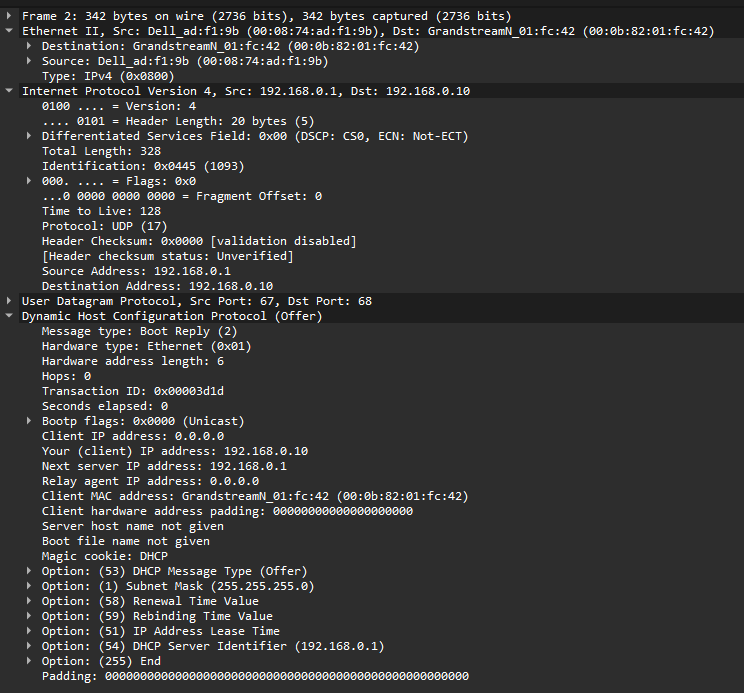 Frame 2: 342 bytes on wire (2736 bits), 342 bytes captured (2736 bits)
Ethernet II, Src: Dell_ad:f1:9b (00:08:74:ad:f1:9b), Dst: GrandstreamN_01:fc:42 (00:0b:82:01:fc:42)
Destination: GrandstreamN_01:fc:42 (00:0b:82:01:fc:42)
Source: Dell_ad:f1:9b (00:08:74:ad:f1:9b)
Type: IPv4 (0x0800)
Internet Protocol Version 4, Src: 192.168.0.1, Dst: 192.168.0.10
0100 .... = Version: 4
.... 0101 = Header Length: 20 bytes (5)
Differentiated Services Field: 0x00 (DSCP: CS0, ECN: Not-ECT)
Total Length: 328
Identification: 0x0445 (1093)
000. .... = Flags: 0x0
...0 0000 0000 0000 = Fragment Offset: 0
Time to Live: 128
Protocol: UDP (17)
Header Checksum: 0x0000 [validation disabled]
[Header checksum status: Unverified]
Source Address: 192.168.0.1
Destination Address: 192.168.0.10
User Datagram Protocol, Src Port: 67, Dst Port: 68
Dynamic Host Configuration Protocol (Offer)
Message type: Boot Reply (2)
Hardware type: Ethernet (0x01)
Hardware address length: 6
Hops: 0
Transaction ID: 0x00003d1d
Seconds elapsed: 0
Bootp flags: 0x0000 (Unicast)
Client IP address: 0.0.0.0
Your (client) IP address: 192.168.0.10
Next server IP address: 192.168.0.1
Relay agent IP address: 0.0.0.0
Client MAC address: GrandstreamN_01:fc:42 (00:0b:82:01:fc:42)
Client hardware address padding: 00000000000000000000
Server host name not given
Boot file name not given
Magic cookie: DHCP
Option: (53) DHCP Message Type (Offer)
Option: (1) Subnet Mask (255.255.255.0)
Option: (58) Renewal Time Value
Option: (59) Rebinding Time Value
Option: (51) IP Address Lease Time
Option: (54) DHCP Server Identifier (192.168.0.1)
Option: (255) End
Padding: 0000000000000000000000000000000000000000000000000000